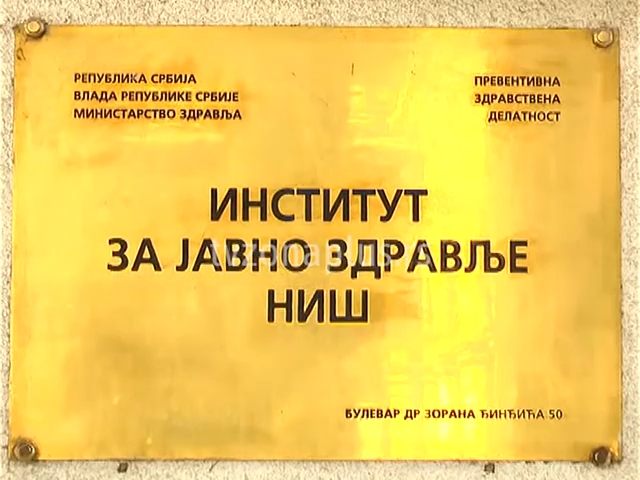 РЕПУБЛИКА СРБИЈА
ВЛАДА РЕПУБЛИКЕ СРБИЈЕ
МИНИСТАРСТВО ЗДРАВЉА
ПРЕВЕНТИВНА
ЗДРАВСТВЕНА
ДЕЛАТНОСТ
ИНСТИТУТ
ЗА ЈАВНО ЗДРАВЉЕ
НИШ
БУЛЕВАР ДР ЗОРАНА ЂИНЂИЋА 50